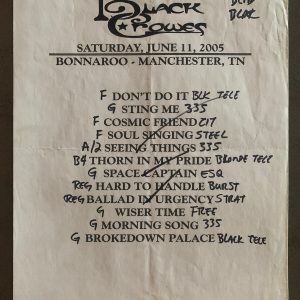 Black
Crowes
SATURDAY, JUNE 11, 2005
BONNAROO - MANCHESTER, TN
F DON'T DO IT BLK TELE
G STING ME 335
F COSMIC FRIEND
F SOUL SINGING STEEL
A/2 SEEING THINGS 335
B4 THORN IN MY PRIDE BRONZE TELE
G SPACE CAPTAIN ESQ
REG HARD TO HANDLE BURST
REG BALLAD IN URGENCY STRAT
G WISER TIME FREE
G MORNING SONG 335
G BROKEDOWN PALACE BLACK TELE